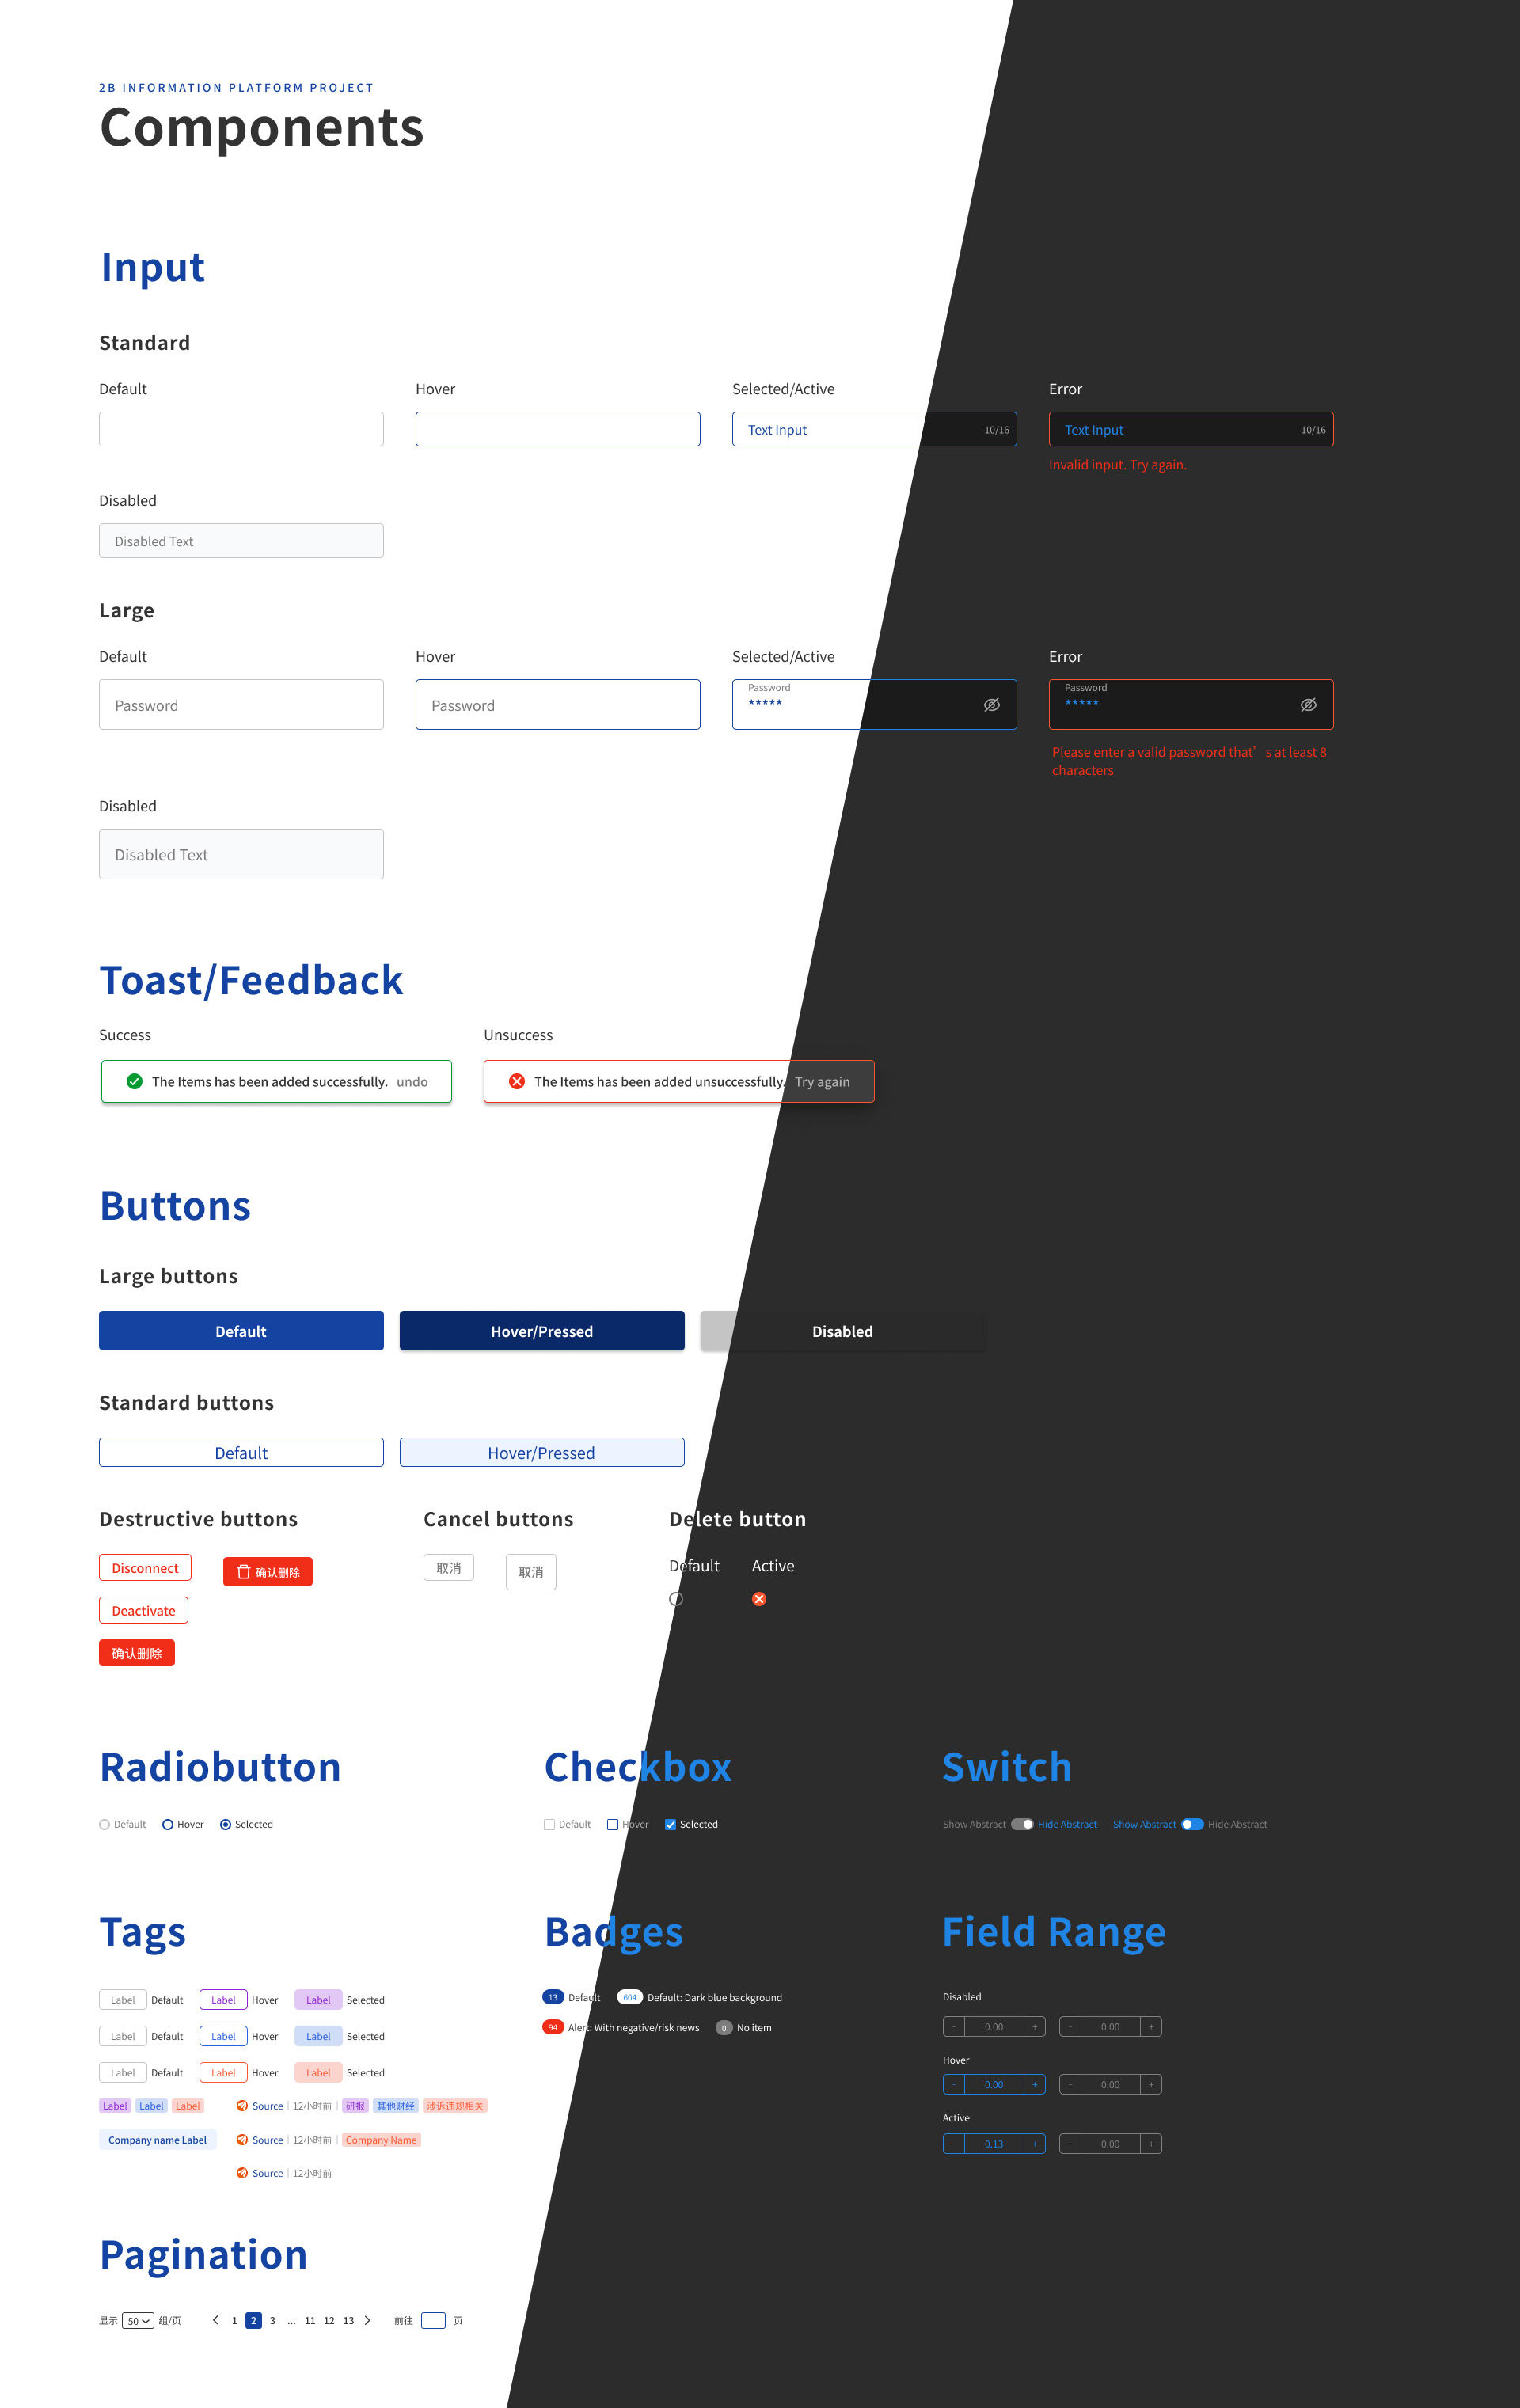 2B INFORMATION PLATFORM PROJECT
Components
Input
Standard
Default Hover Selected/Active Error
Text Input 10/16 Text Input 10/16
Invalid input. Try again.
Disabled
Disabled Text
Large
Default Hover Selected/Active Error
Password Password Password ***** Password *****
Please enter a valid password that’s at least 8
characters
Disabled
Disabled Text
Toast/Feedback
Success Unsuccess
The Items has been added successfully. undo The Items has been added unsuccessfully. Try again
Buttons
Large buttons
Default Hover/Pressed Disabled
Standard buttons
Default Hover/Pressed
Destructive buttons Cancel buttons Delete button
Default Active
Disconnect 确认删除 取消 取消
Deactivate
确认删除
Radiobutton Checkbox Switch
Default Hover Selected Default Hover Selected Show Abstract Hide Abstract Show Abstract Hide Abstract
Tags Badges Field Range
Label Default Label Hover Label Selected
Label Default Label Hover Label Selected
Label Default Label Hover Label Selected
Label Label Label Source | 12小时前 | 研报 其他财经 涉诉违规相关
Company name Label Source | 12小时前 | Company Name
Source | 12小时前
13 Default 604 Default: Dark blue background
94 Alert: With negative/risk news 0 No item
Disabled
- 0.00 + - 0.00 +
Hover
- 0.00 + - 0.00 +
Active
- 0.13 + - 0.00 +
Pagination
显示 50 组/页 1 2 3 ... 11 12 13 前往 页